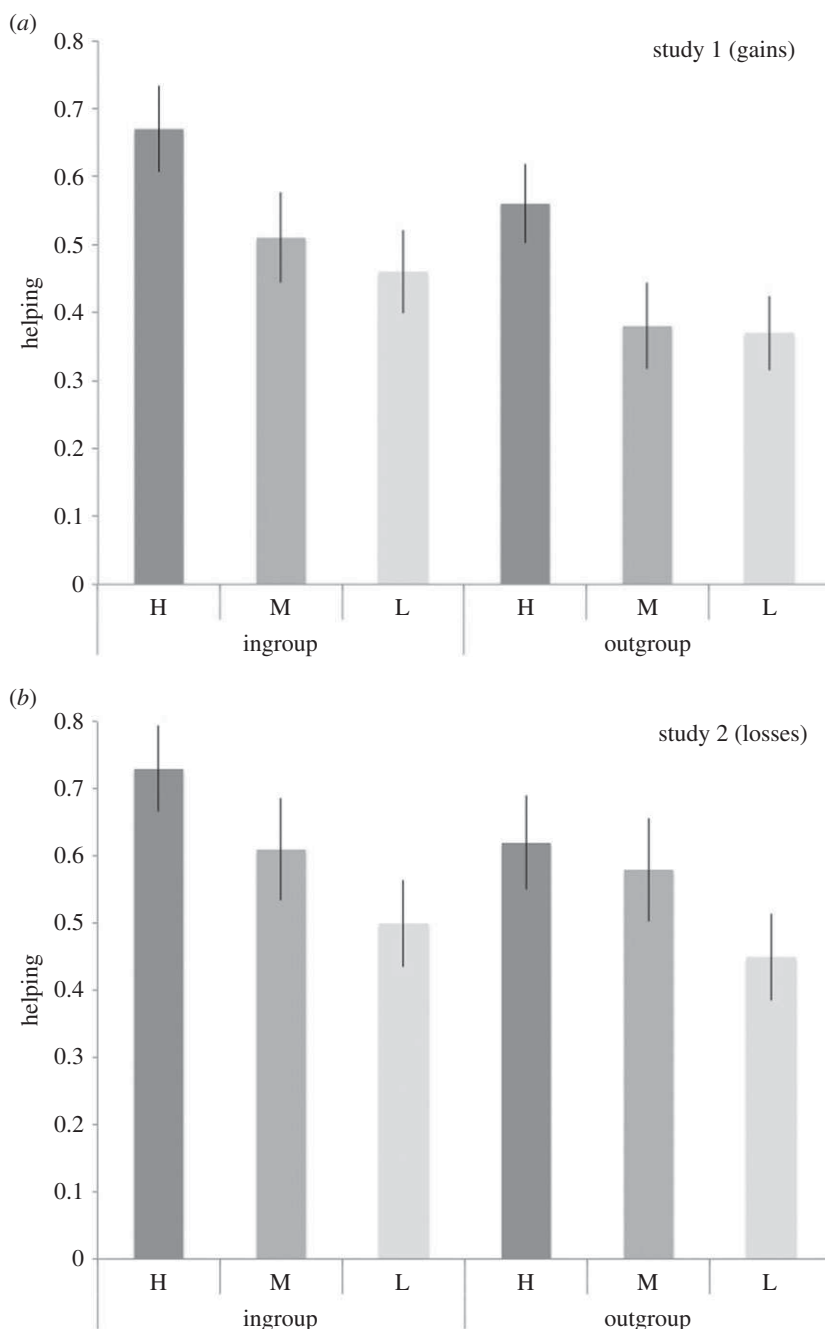 (a)
study 1 (gains)
0.8
0.7
0.6
0.5
0.4
0.3
0.2
0.1
0
helping
H M L H M L
ingroup outgroup
(b)
study 2 (losses)
0.8
0.7
0.6
0.5
0.4
0.3
0.2
0.1
0
helping
H M L H M L
ingroup outgroup